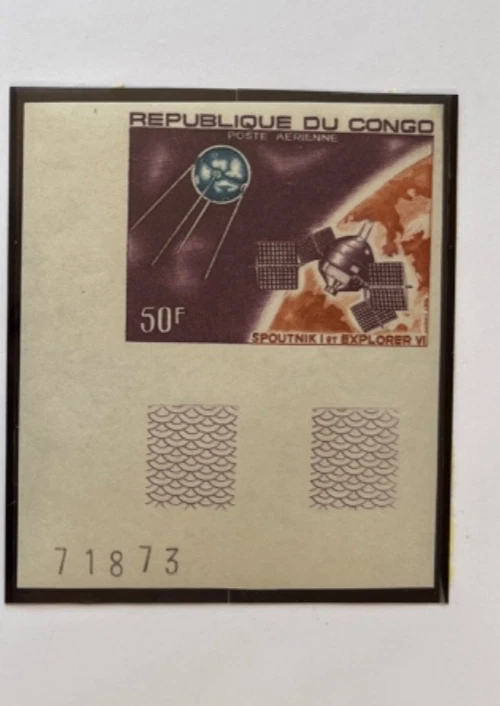 REPUBLIQUE DU CONGO
POSTE AERIENNE
50F
SPOUTNIK I ET EXPLORER VI
71873